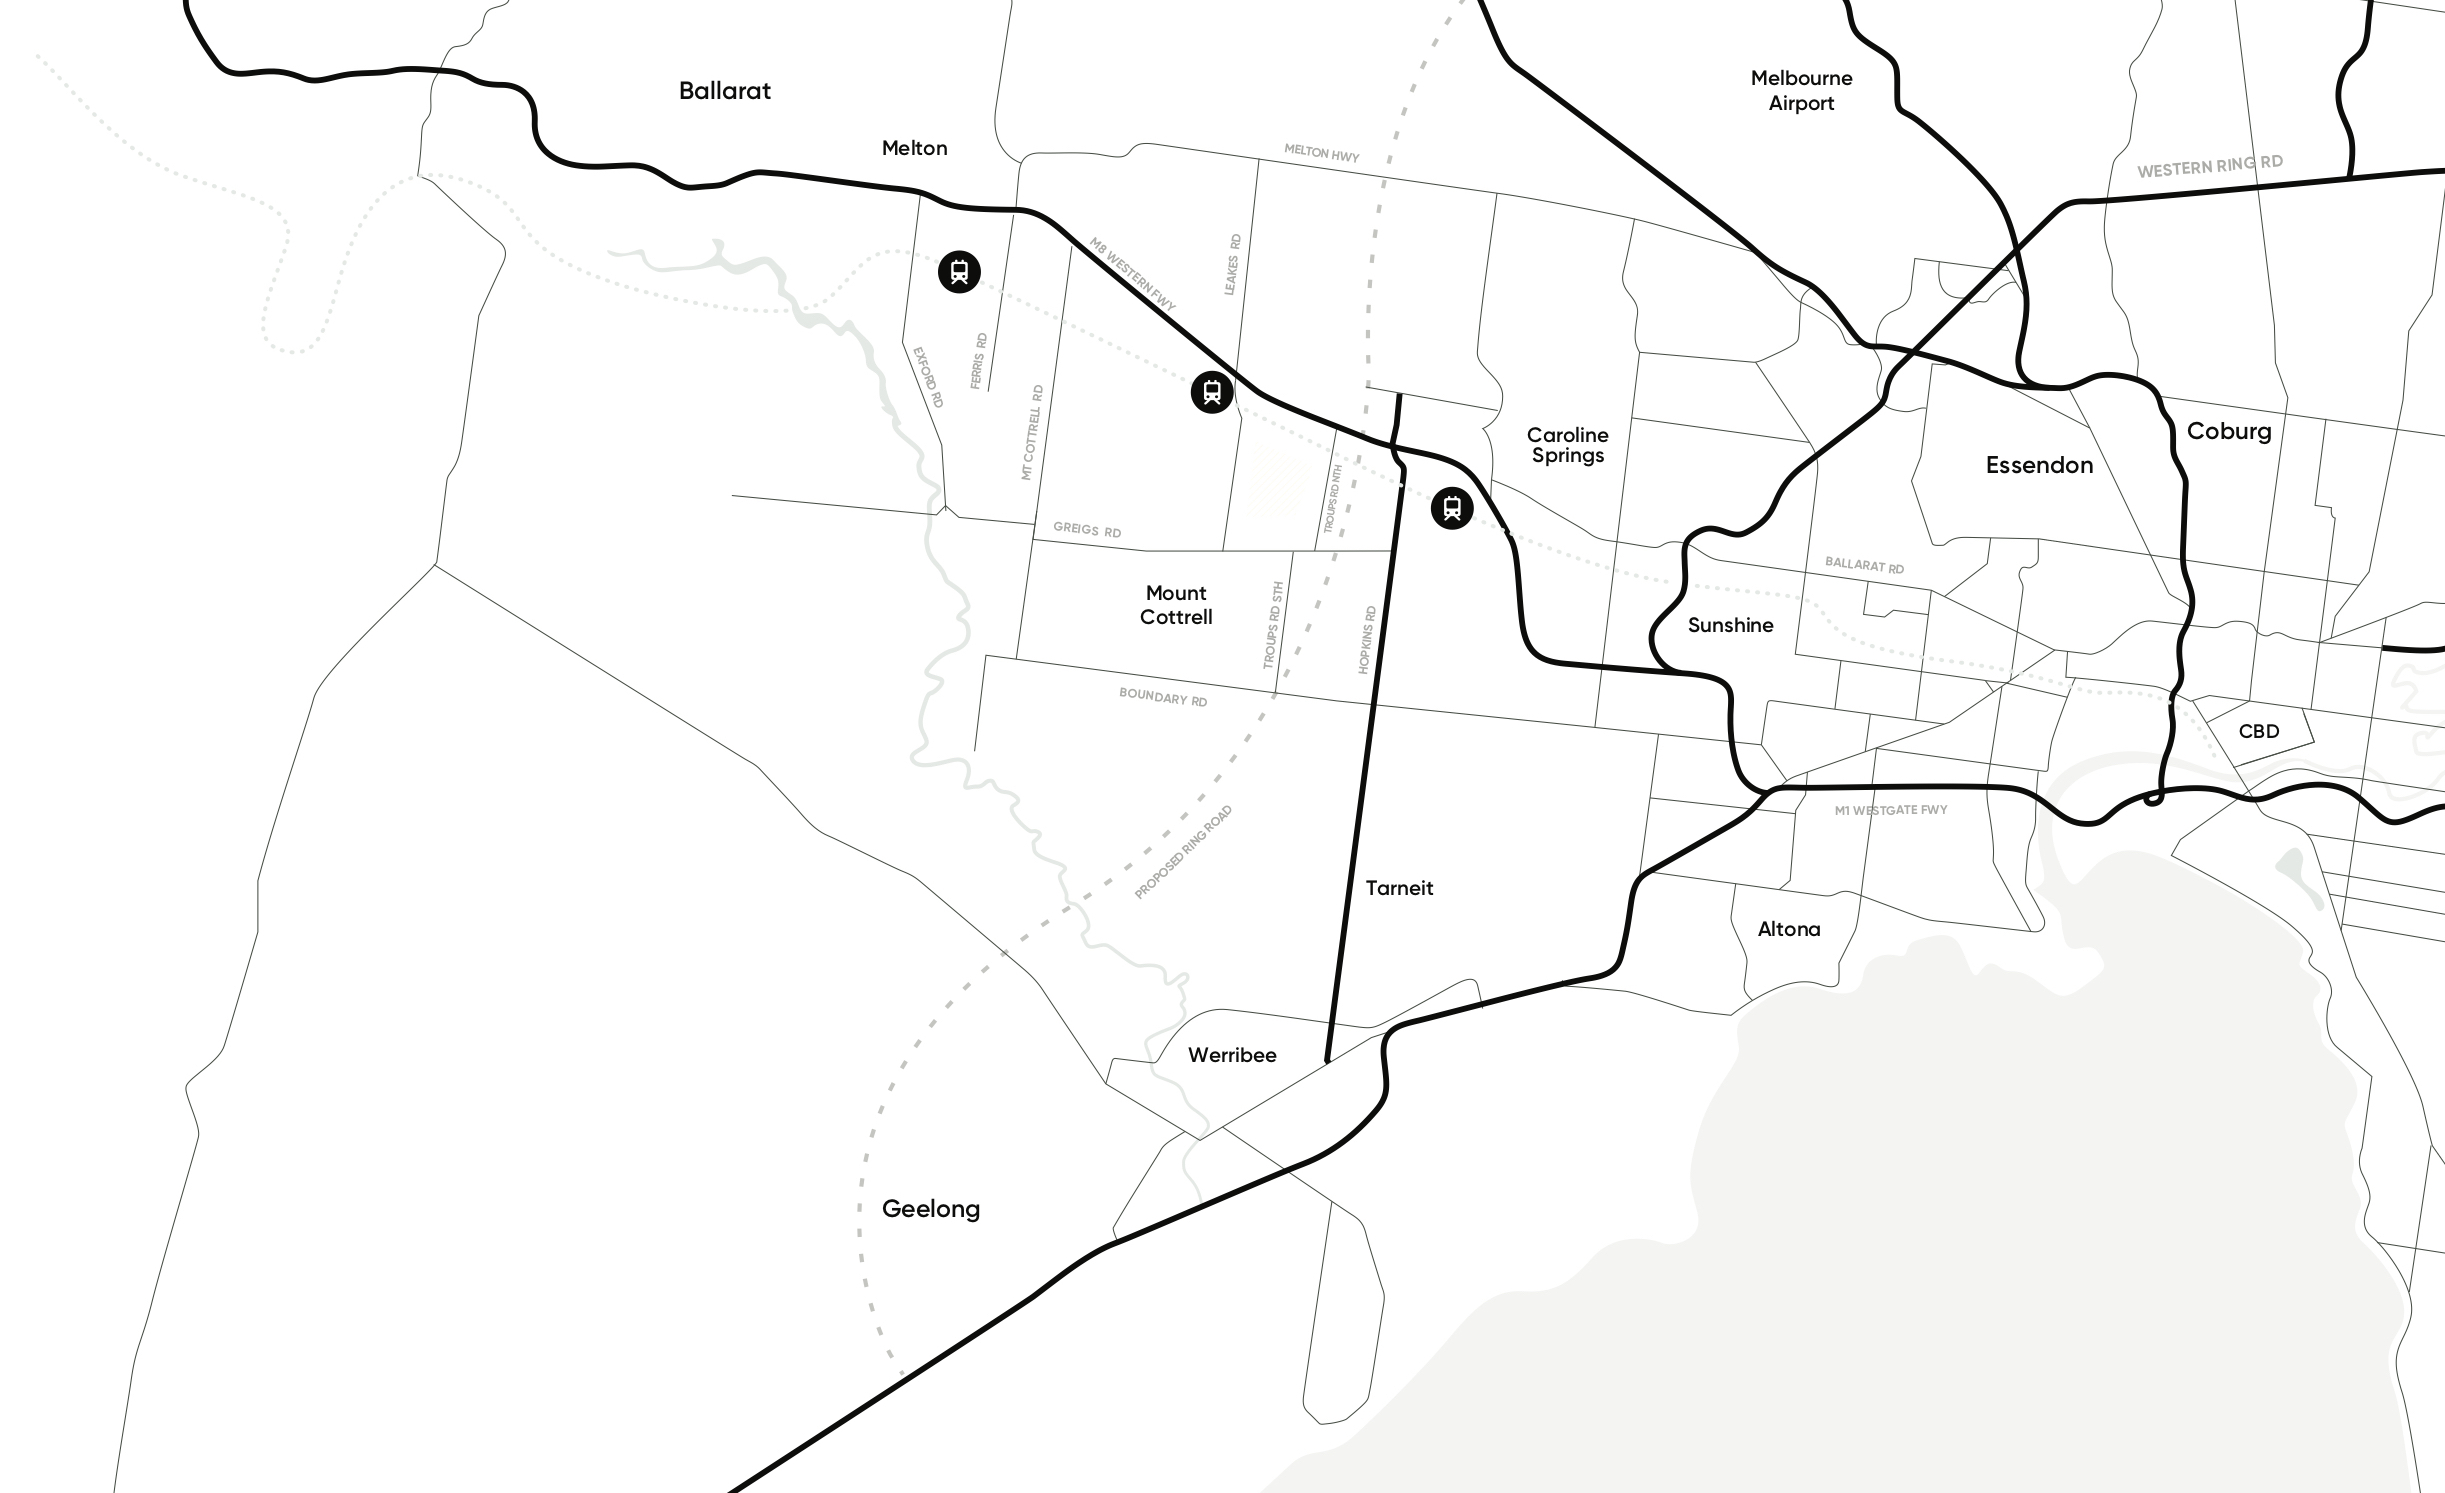 Ballarat
Melbourne
Airport
Melton
MELTON HWY
WESTERN RING RD
M8 WESTERN FWY
LEAKES RD
EXFORD RD
FERRIS RD
MT COTTRELL RD
Caroline
Springs
Coburg
Essendon
TROUPS RD NTH
GREIGS RD
BALLARAT RD
Mount
Cottrell
TROUPS RD STH
HOPKINS RD
Sunshine
BOUNDARY RD
CBD
PROPOSED RING ROAD
M1 WESTGATE FWY
Tarneit
Altona
Werribee
Geelong